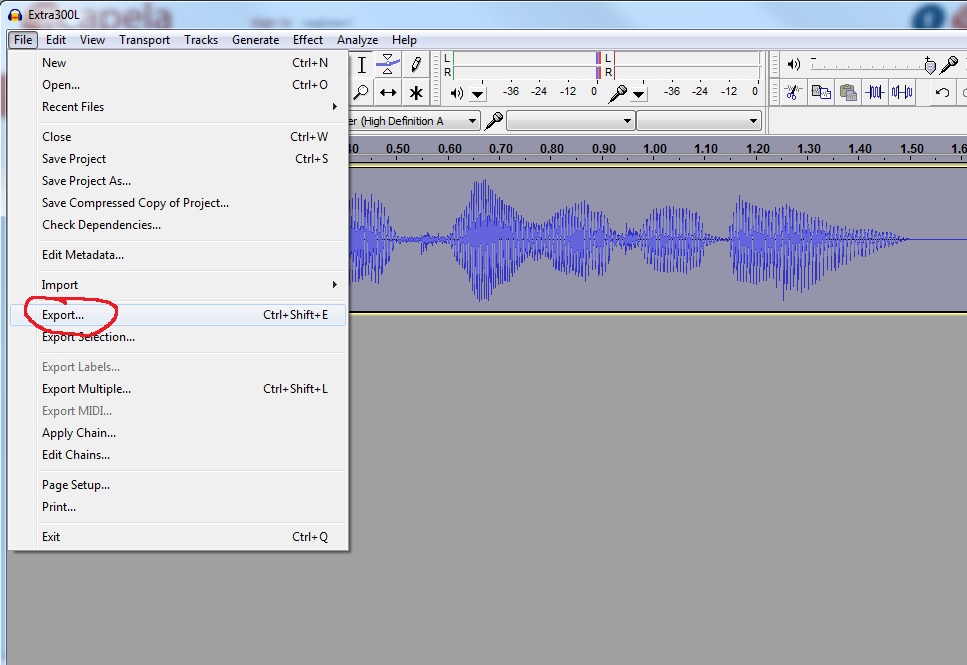 Extra300L
File Edit View Transport Tracks Generate Effect Analyze Help
New Ctrl+N
Open... Ctrl+O
Recent Files
Close Ctrl+W
Save Project Ctrl+S
Save Project As...
Save Compressed Copy of Project...
Check Dependencies...
Edit Metadata...
Import
Export... Ctrl+Shift+E
Export Selection...
Export Labels...
Export Multiple... Ctrl+Shift+L
Export MIDI...
Apply Chain...
Edit Chains...
Page Setup...
Print...
Exit Ctrl+Q
L L
R R
-36 -24 -12 0 -36 -24 -12 0
(High Definition A
0.50 0.60 0.70 0.80 0.90 1.00 1.10 1.20 1.30 1.40 1.50